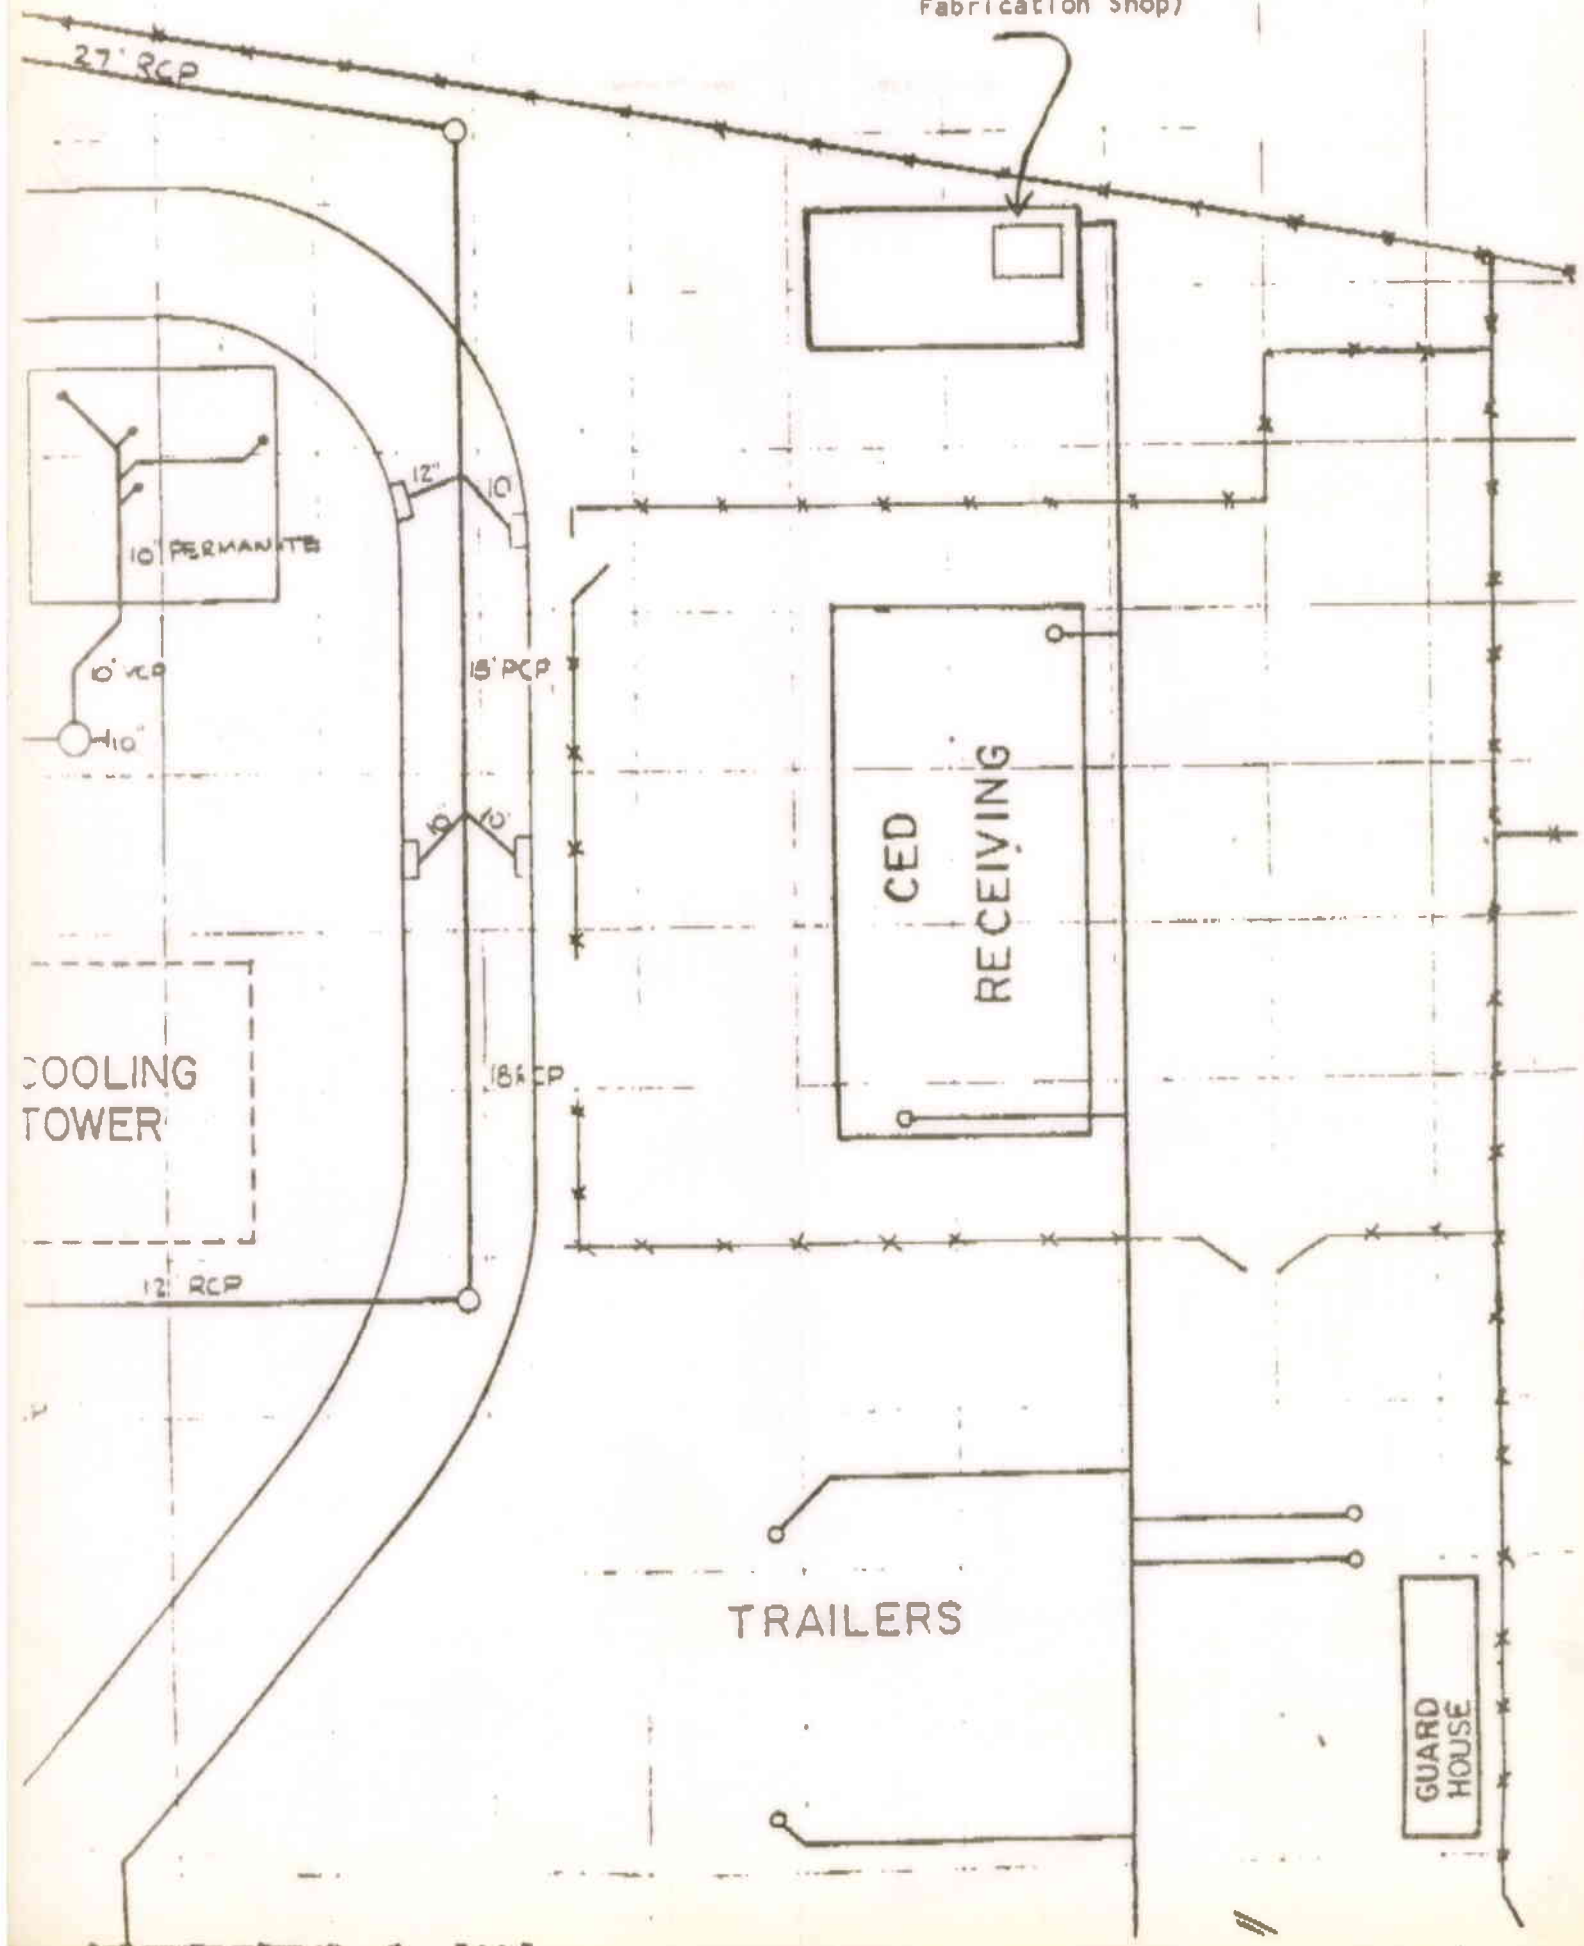 Fabrication Shop)
27" RCP
12"
10
10" PERMANITE
10" VCP
15" RCP
10"
10"
10"
CED
RECEIVING
COOLING
TOWER
18 RCP
12" RCP
TRAILERS
GUARD
HOUSE